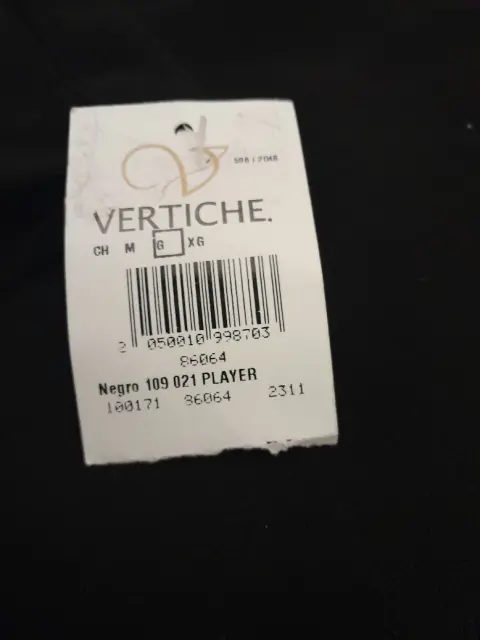 VERTICHE.
CH M G XG
2 050010 998703
86064
Negro 109 021 PLAYER
100171 86064 2311